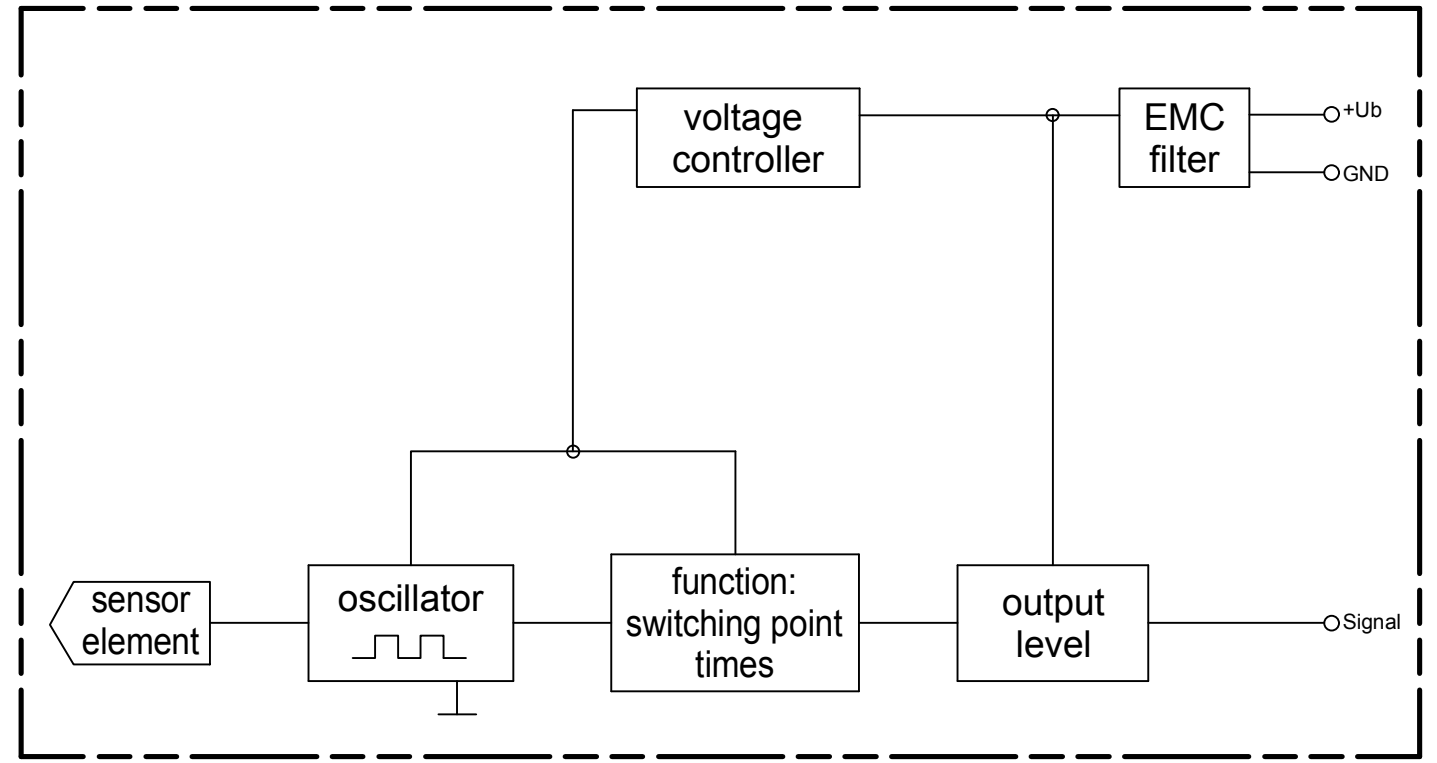 voltage
controller
EMC
filter
+Ub
GND
sensor
element
oscillator
function:
switching point
times
output
level
Signal